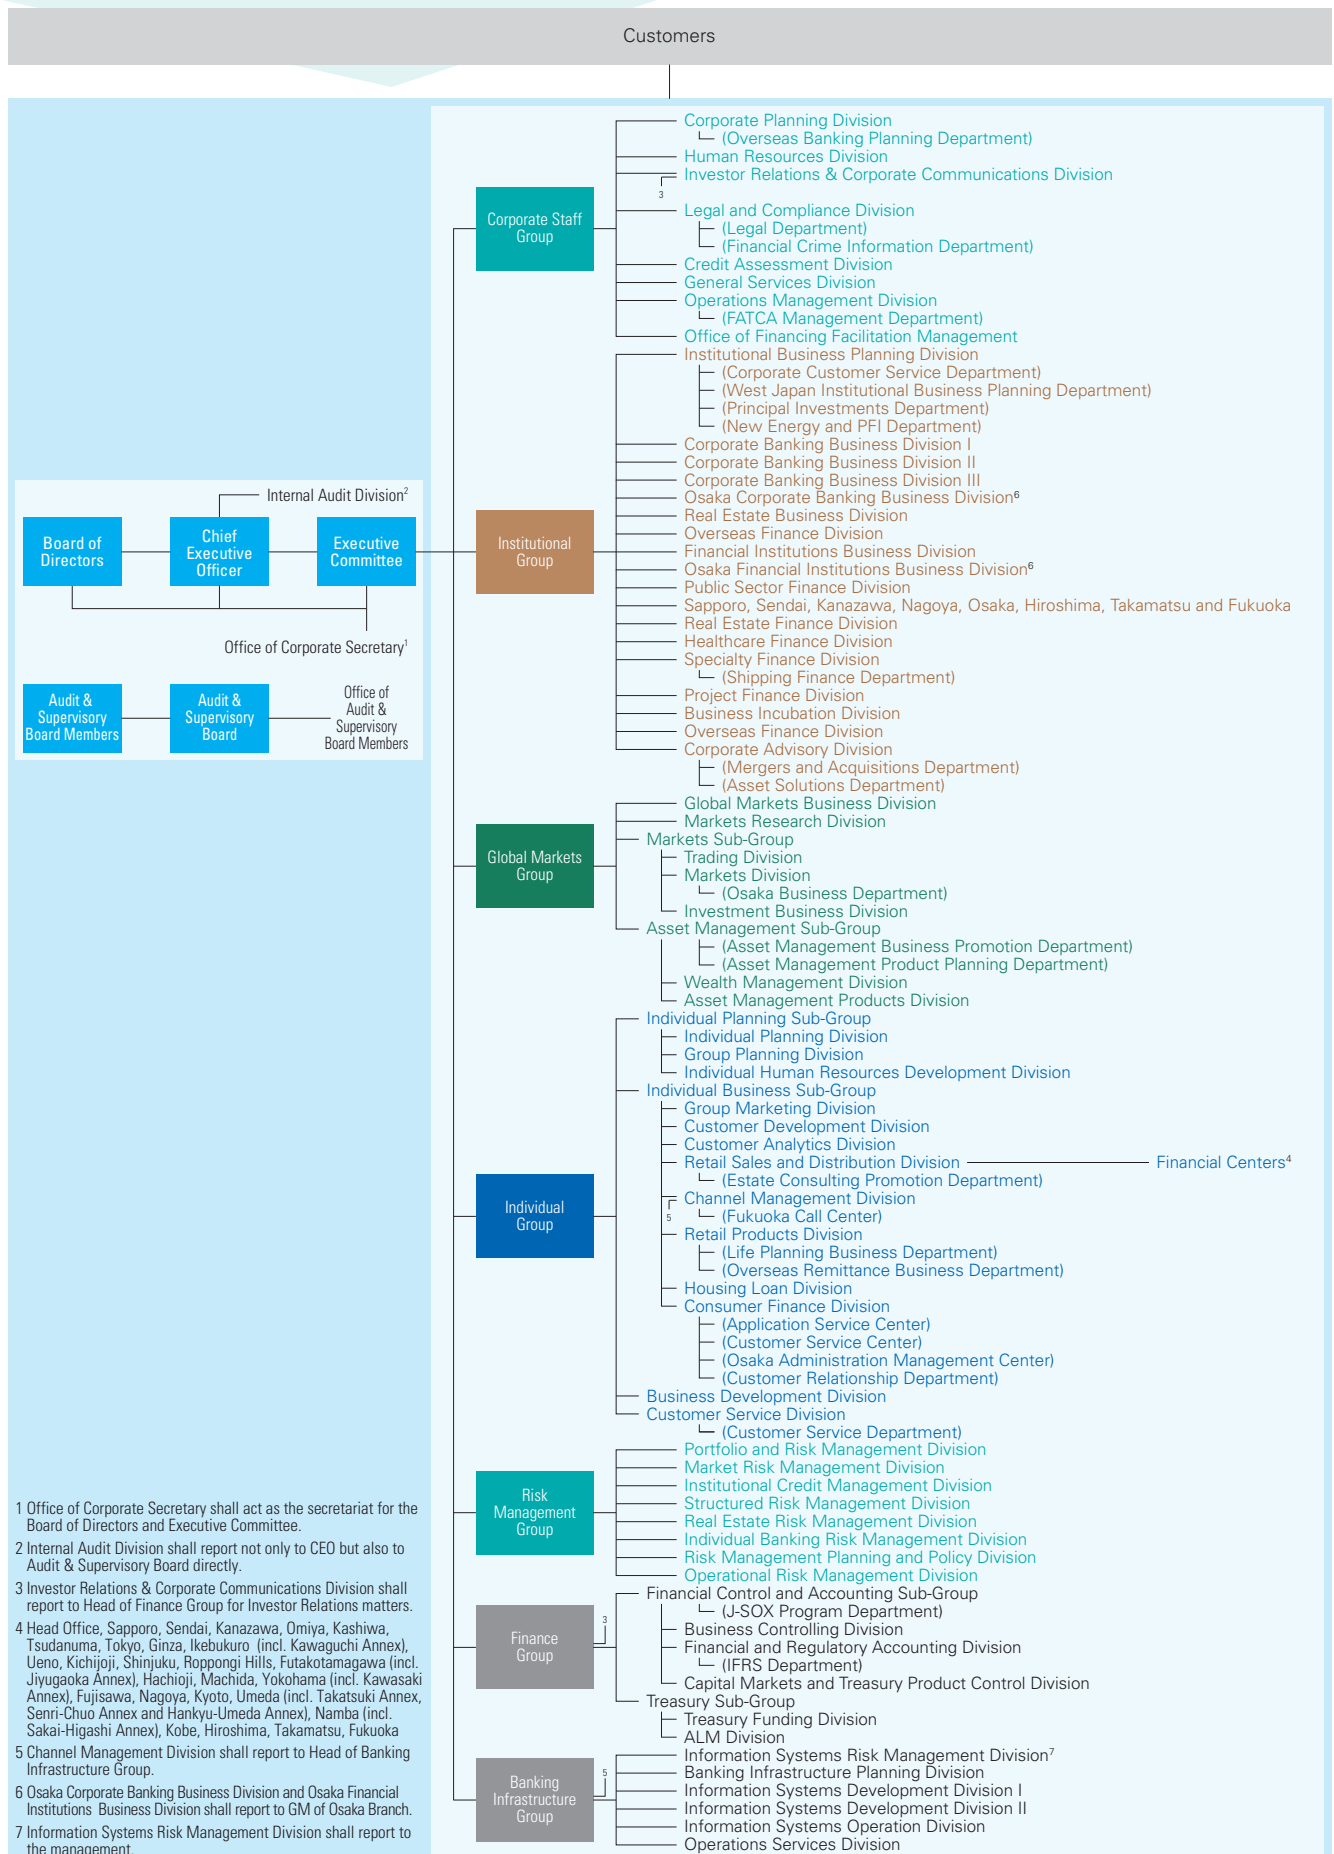 Customers
Internal Audit Division2
Board of
Directors
Chief
Executive
Officer
Executive
Committee
Office of Corporate Secretary1
Audit &
Supervisory
Board Members
Audit &
Supervisory
Board
Office of
Audit &
Supervisory
Board Members
Corporate Staff
Group
Corporate Planning Division
(Overseas Banking Planning Department)
Human Resources Division
Investor Relations & Corporate Communications Division
3
Legal and Compliance Division
(Legal Department)
(Financial Crime Information Department)
Credit Assessment Division
General Services Division
Operations Management Division
(FATCA Management Department)
Office of Financing Facilitation Management
Institutional
Group
Institutional Business Planning Division
(Corporate Customer Service Department)
(West Japan Institutional Business Planning Department)
(Principal Investments Department)
(New Energy and PFI Department)
Corporate Banking Business Division I
Corporate Banking Business Division II
Corporate Banking Business Division III
Osaka Corporate Banking Business Division6
Real Estate Business Division
Overseas Finance Division
Financial Institutions Business Division
Osaka Financial Institutions Business Division6
Public Sector Finance Division
Sapporo, Sendai, Kanazawa, Nagoya, Osaka, Hiroshima, Takamatsu and Fukuoka
Real Estate Finance Division
Healthcare Finance Division
Specialty Finance Division
(Shipping Finance Department)
Project Finance Division
Business Incubation Division
Overseas Finance Division
Corporate Advisory Division
(Mergers and Acquisitions Department)
(Asset Solutions Department)
Global Markets
Group
Global Markets Business Division
Markets Research Division
Markets Sub-Group
Trading Division
Markets Division
(Osaka Business Department)
Investment Business Division
Asset Management Sub-Group
(Asset Management Business Promotion Department)
(Asset Management Product Planning Department)
Wealth Management Division
Asset Management Products Division
Individual
Group
Individual Planning Sub-Group
Individual Planning Division
Group Planning Division
Individual Human Resources Development Division
Individual Business Sub-Group
Group Marketing Division
Customer Development Division
Customer Analytics Division
Retail Sales and Distribution Division Financial Centers4
(Estate Consulting Promotion Department)
Channel Management Division
5
(Fukuoka Call Center)
Retail Products Division
(Life Planning Business Department)
(Overseas Remittance Business Department)
Housing Loan Division
Consumer Finance Division
(Application Service Center)
(Customer Service Center)
(Osaka Administration Management Center)
(Customer Relationship Department)
Business Development Division
Customer Service Division
(Customer Service Department)
Risk
Management
Group
Portfolio and Risk Management Division
Market Risk Management Division
Institutional Credit Management Division
Structured Risk Management Division
Real Estate Risk Management Division
Individual Banking Risk Management Division
Risk Management Planning and Policy Division
Operational Risk Management Division
Finance
Group
3
Financial Control and Accounting Sub-Group
(J-SOX Program Department)
Business Controlling Division
Financial and Regulatory Accounting Division
(IFRS Department)
Capital Markets and Treasury Product Control Division
Treasury Sub-Group
Treasury Funding Division
ALM Division
Banking
Infrastructure
Group
5
Information Systems Risk Management Division7
Banking Infrastructure Planning Division
Information Systems Development Division I
Information Systems Development Division II
Information Systems Operation Division
Operations Services Division
1 Office of Corporate Secretary shall act as the secretariat for the
Board of Directors and Executive Committee.
2 Internal Audit Division shall report not only to CEO but also to
Audit & Supervisory Board directly.
3 Investor Relations & Corporate Communications Division shall
report to Head of Finance Group for Investor Relations matters.
4 Head Office, Sapporo, Sendai, Kanazawa, Omiya, Kashiwa,
Tsudanuma, Tokyo, Ginza, Ikebukuro (incl. Kawaguchi Annex),
Ueno, Kichijoji, Shinjuku, Roppongi Hills, Futakotamagawa (incl.
Jiyugaoka Annex), Hachioji, Machida, Yokohama (incl. Kawasaki
Annex), Fujisawa, Nagoya, Kyoto, Umeda (incl. Takatsuki Annex,
Senri-Chuo Annex and Hankyu-Umeda Annex), Namba (incl.
Sakai-Higashi Annex), Kobe, Hiroshima, Takamatsu, Fukuoka
5 Channel Management Division shall report to Head of Banking
Infrastructure Group.
6 Osaka Corporate Banking Business Division and Osaka Financial
Institutions Business Division shall report to GM of Osaka Branch.
7 Information Systems Risk Management Division shall report to
the management.